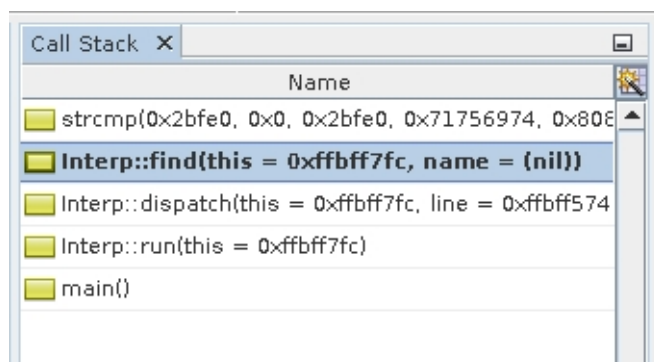 Call Stack
Name
strcmp(0x2bfe0, 0x0, 0x2bfe0, 0x71756974, 0x808
Interp::find(this = 0xffbff7fc, name = (nil))
Interp::dispatch(this = 0xffbff7fc, line = 0xffbff574
Interp::run(this = 0xffbff7fc)
main()